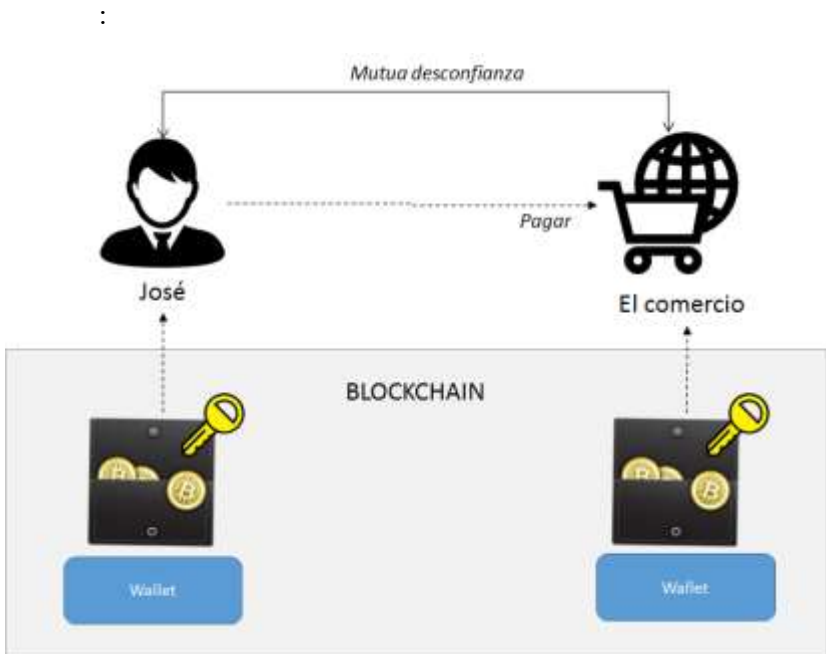 :
Mutua desconfianza
Pagar
José
El comercio
BLOCKCHAIN
Wallet
Wallet